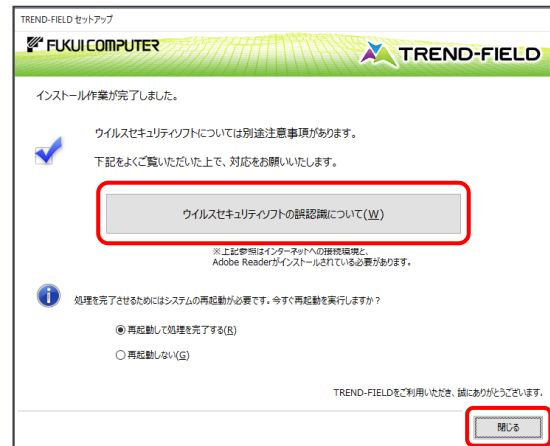 TREND-FIELD セットアップ
FUKUI COMPUTER
TREND-FIELD
インストール作業が完了しました。
ウイルスセキュリティソフトについては別途注意事項があります。
下記をよくご覧いただいた上で、対応をお願いいたします。
ウイルスセキュリティソフトの誤認識について(W)
※上記参照はインターネットへの接続環境と、
Adobe Readerがインストールされている必要があります。
処理を完了させるためにはシステムの再起動が必要です。今すぐ再起動を実行しますか？
再起動して処理を完了する(R)
再起動しない(G)
TREND-FIELDをご利用いただき、誠にありがとうございます。
閉じる